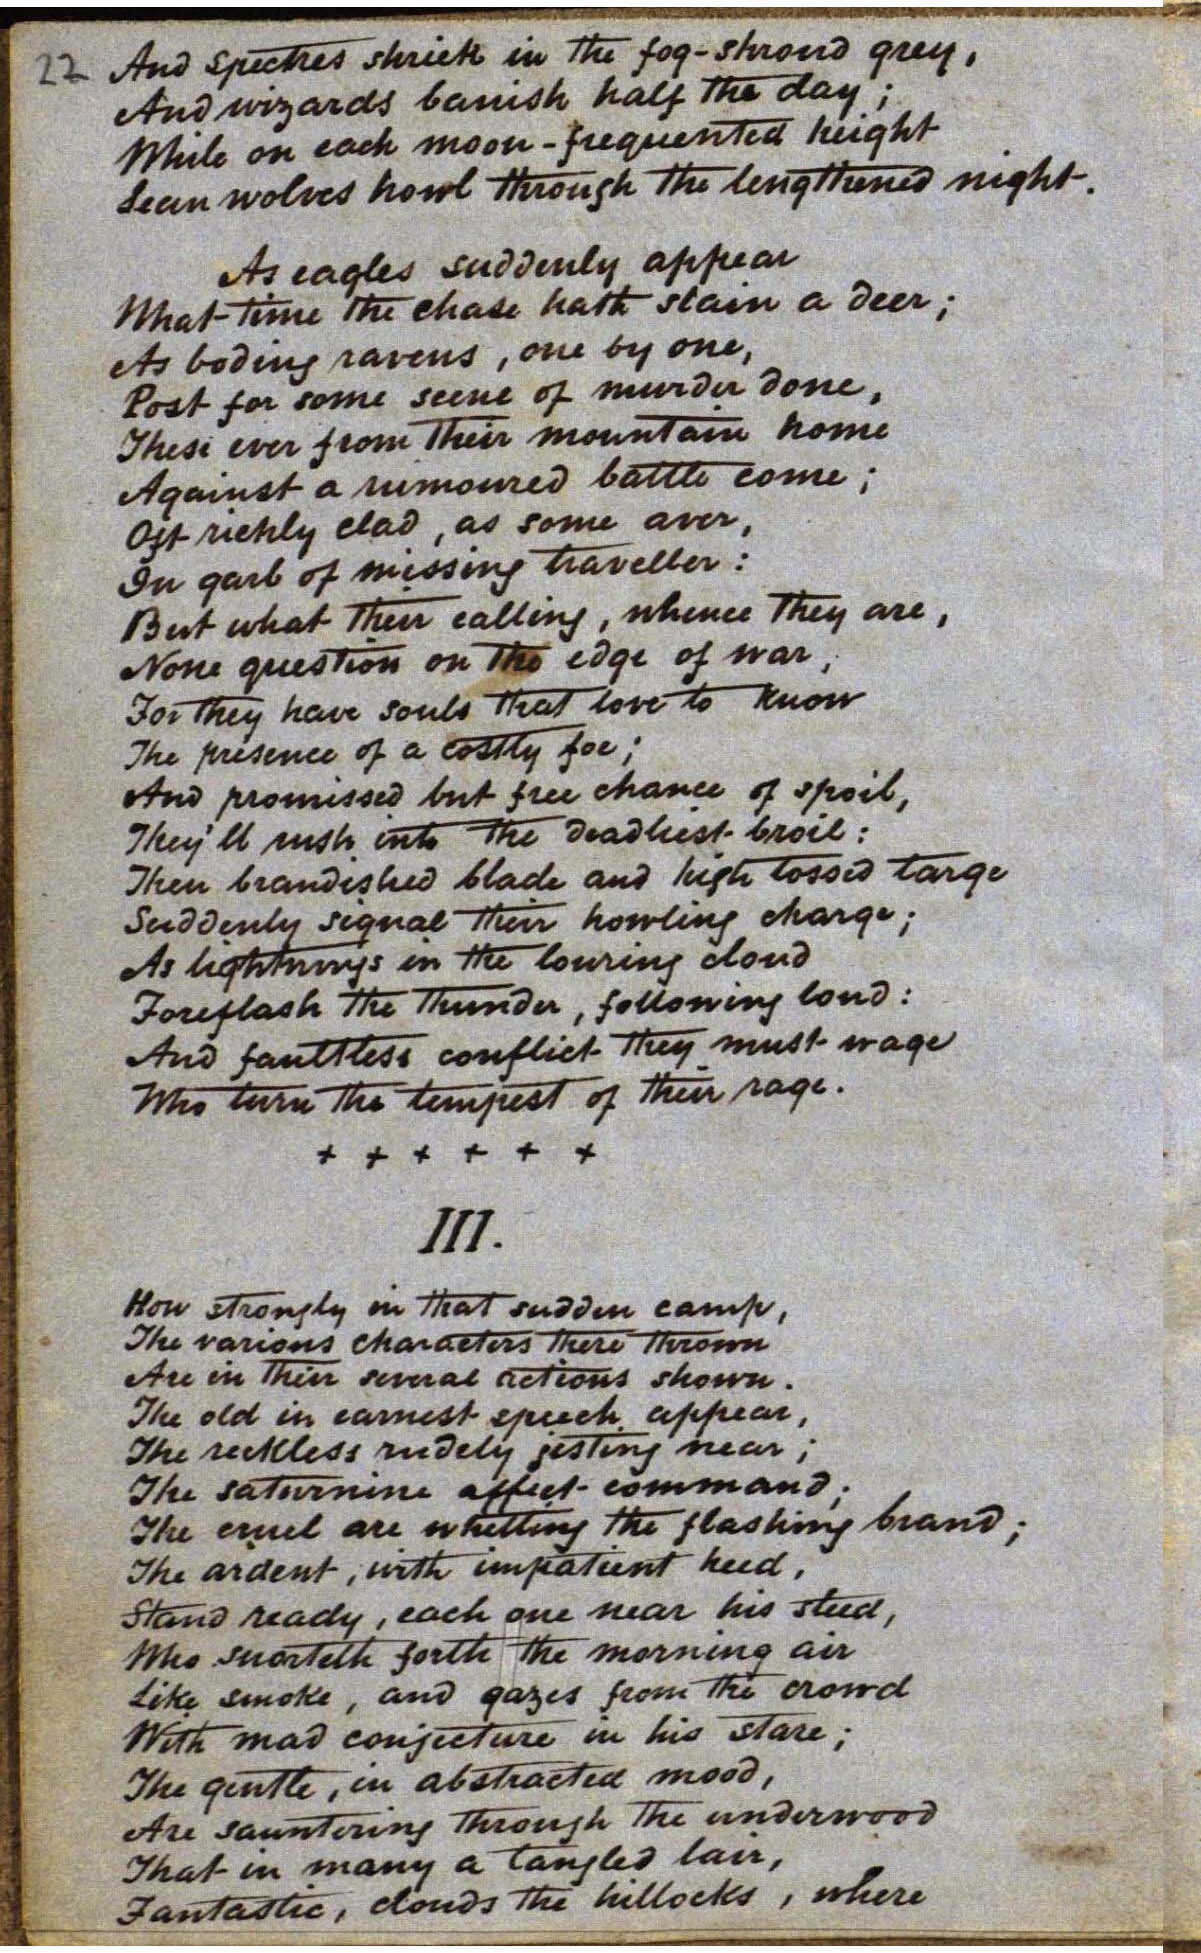 22
And spectres shriek in the fog-shroud grey,
And wizards banish half the day;
While on each moon-frequented height
Lean wolves howl through the lengthened night.
As eagles suddenly appear
What time the chase hath slain a deer;
As boding ravens, one by one,
Post for some scene of murder done,
These ever from their mountain home
Against a rumoured battle come;
Oft richly clad, as some aver,
In garb of missing traveller:
But what their calling, whence they are,
None question on the edge of war,
For they have souls that love to know
The presence of a costly foe;
And promissed but free chance of spoil,
They'll rush into the deadliest broil:
Then brandished blade and high tossed targe
Suddenly signal their howling charge;
As lightnings in the louring cloud
Foreflash the thunder, following loud:
And faultless conflict they must wage
Who turn the tempest of their rage.
+ + + + + +
III.
How strongly in that sudden camp,
The various characters there thrown
Are in their several actions shown.
The old in earnest speech appear,
The reckless rudely jesting near;
The saturnine affect command;
The cruel are whetting the flashing brand;
The ardent, with impatient heed,
Stand ready, each one near his steed,
Who snorteth forth the morning air
Like smoke, and gazes from the crowd
With mad conjecture in his stare;
The gentle, in abstracted mood,
Are sauntering through the underwood
That in many a tangled lair,
Fantastic, clouds the hillocks, where